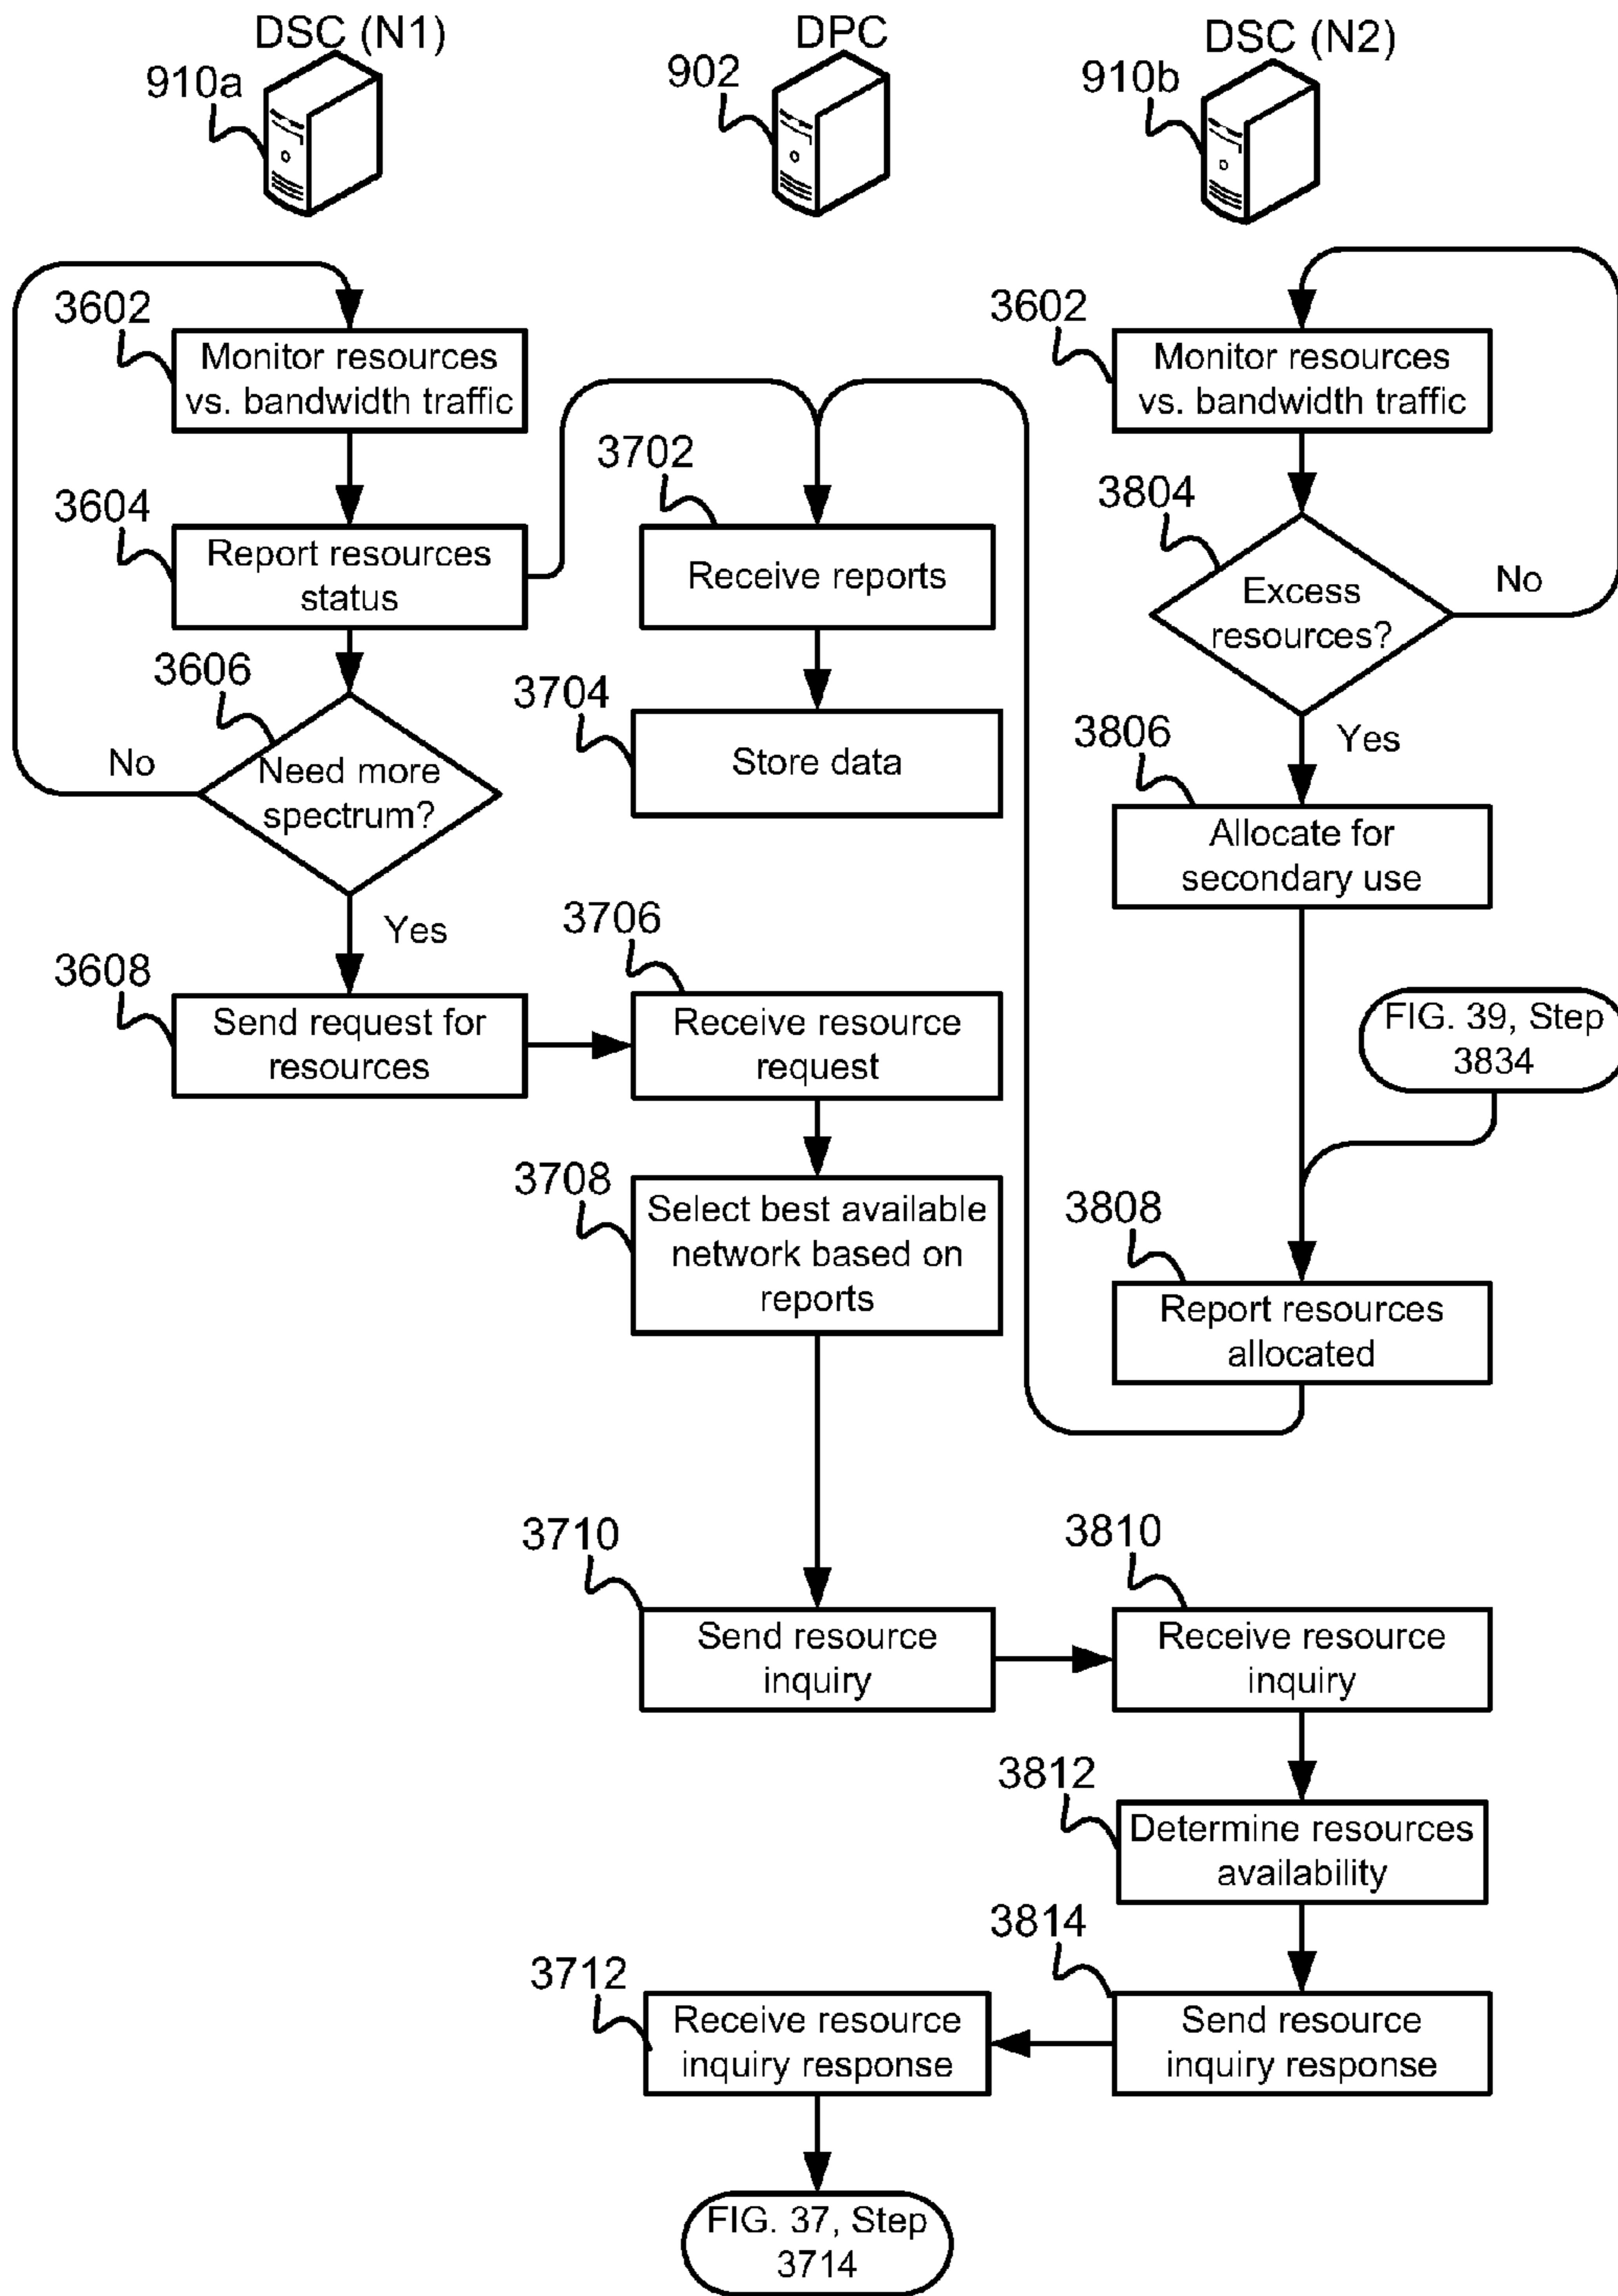 DSC (N1)
DPC
DSC (N2)
910a
902
910b
3602
Monitor resources
vs. bandwidth traffic
3602
Monitor resources
vs. bandwidth traffic
3604
Report resources
status
3702
Receive reports
3804
Excess
resources?
No
Yes
3606
Need more
spectrum?
No
Yes
3704
Store data
3806
Allocate for
secondary use
3608
Send request for
resources
3706
Receive resource
request
FIG. 39, Step
3834
3708
Select best available
network based on
reports
3808
Report resources
allocated
3710
Send resource
inquiry
3810
Receive resource
inquiry
3812
Determine resources
availability
3814
Send resource
inquiry response
3712
Receive resource
inquiry response
FIG. 37, Step
3714